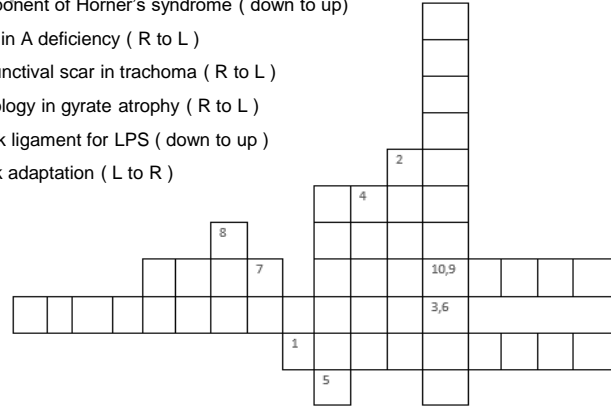 ponent of Horner's syndrome ( down to up)
in A deficiency ( R to L )
unctival scar in trachoma ( R to L )
ology in gyrate atrophy ( R to L )
k ligament for LPS ( down to up )
k adaptation ( L to R )
2
4
8
7
10,9
3,6
1
5